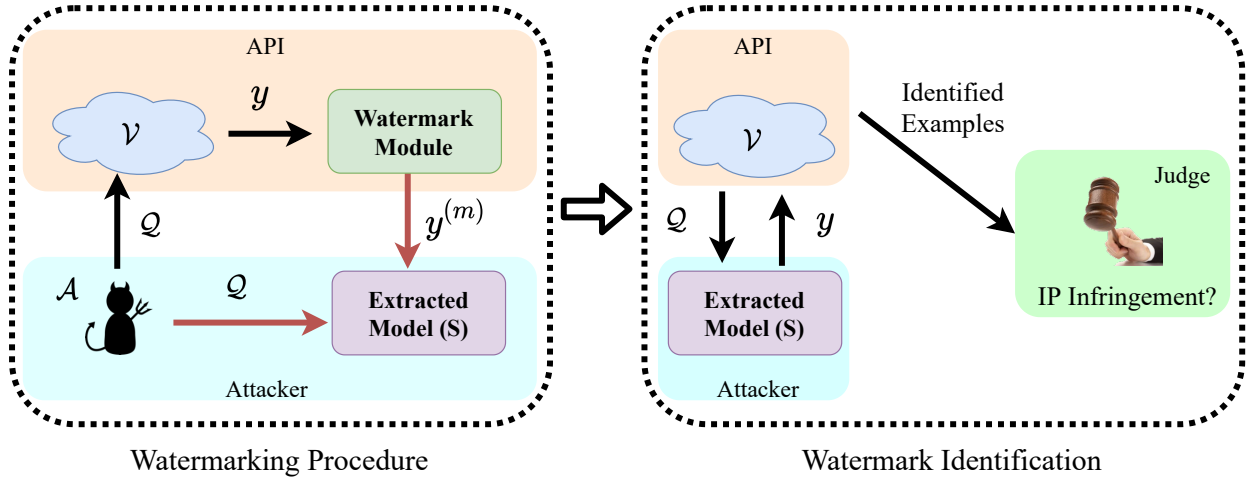 API
y
𝒱
Watermark
Module
𝒬
y^{(m)}
𝒜
𝒬
Extracted
Model (S)
Attacker
Watermarking Procedure
API
𝒱
Identified
Examples
𝒬
y
Judge
IP Infringement?
Extracted
Model (S)
Attacker
Watermark Identification